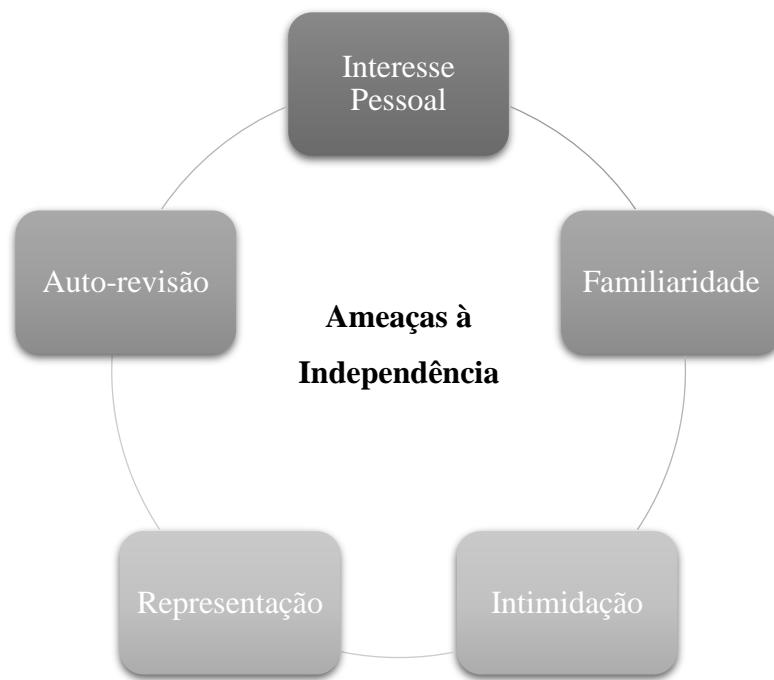 Interesse
Pessoal
Auto-revisão
Familiaridade
Ameaças à
Independência
Representação
Intimidação